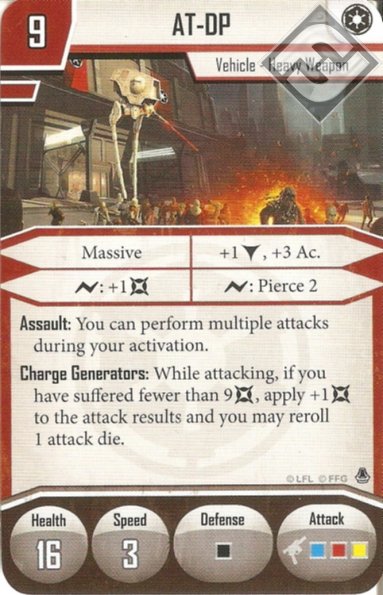 9
AT-DP
Vehicle - Heavy Weapon
Massive
+1, +3 Ac.
: +1
: Pierce 2
Assault: You can perform multiple attacks
during your activation.
Charge Generators: While attacking, if you
have suffered fewer than 9, apply +1
to the attack results and you may reroll
1 attack die.
©LFL ©FFG
Health
Speed
Defense
Attack
16
3